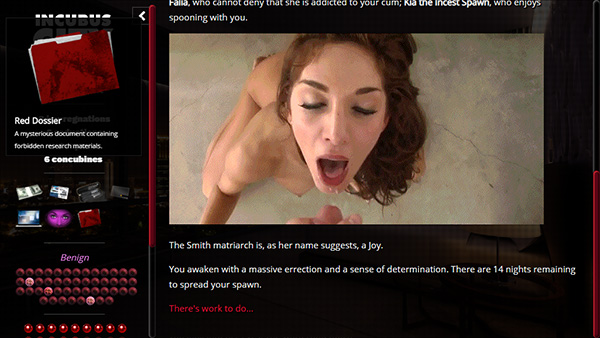 INCUBUS
CITY
Falia, who cannot deny that she is addicted to your cum; Kia the Incest Spawn, who enjoys
spooning with you.
Red Dossier
A mysterious document containing
forbidden research materials.
6 concubines
Benign
The Smith matriarch is, as her name suggests, a Joy.
You awaken with a massive errection and a sense of determination. There are 14 nights remaining
to spread your spawn.
There's work to do...